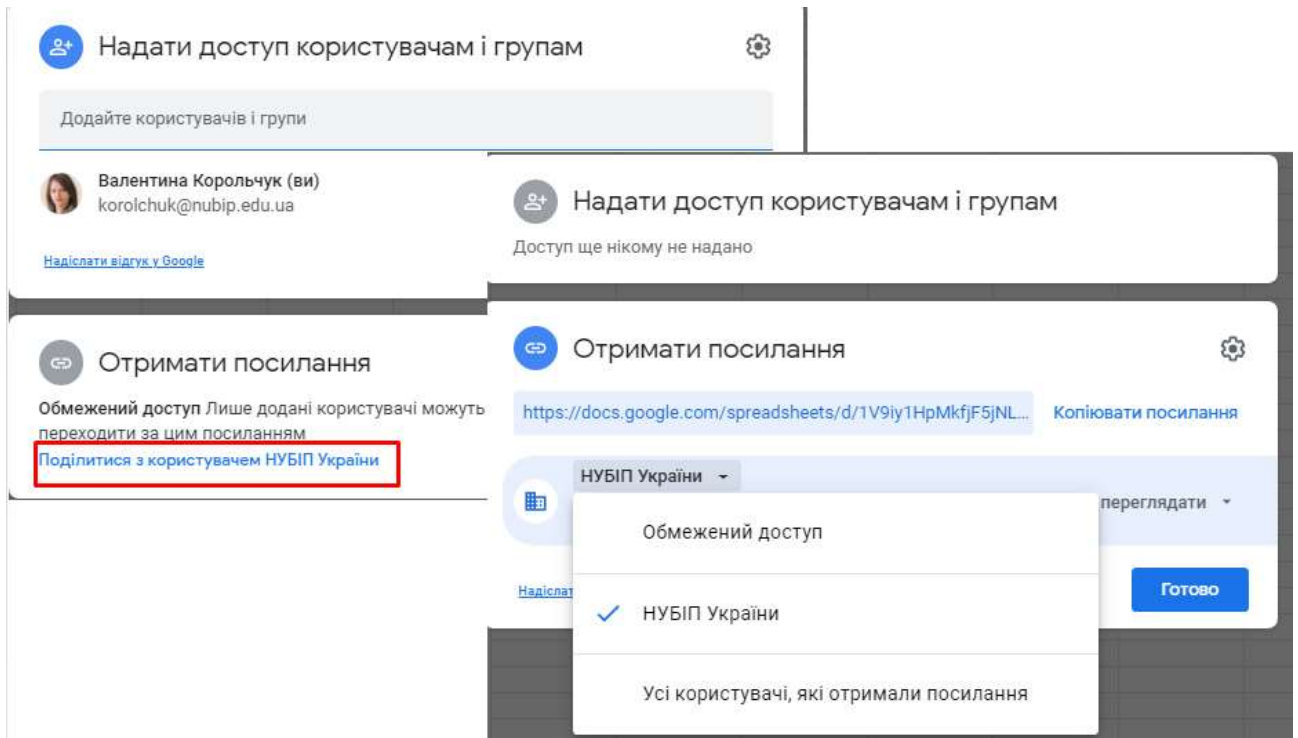 Надати доступ користувачам і групам
Додайте користувачів і групи
Валентина Корольчук (ви)
korolchuk@nubip.edu.ua
Надіслати відгук у Google
Отримати посилання
Обмежений доступ Лише додані користувачі можуть
переходити за цим посиланням
Поділитися з користувачем НУБІП України
Надати доступ користувачам і групам
Доступ ще нікому не надано
Отримати посилання
https://docs.google.com/spreadsheets/d/1V9iy1HpMkfjF5jNL...
Копіювати посилання
НУБІП України
переглядати
Обмежений доступ
НУБІП України
Усі користувачі, які отримали посилання
Надіслат
Готово